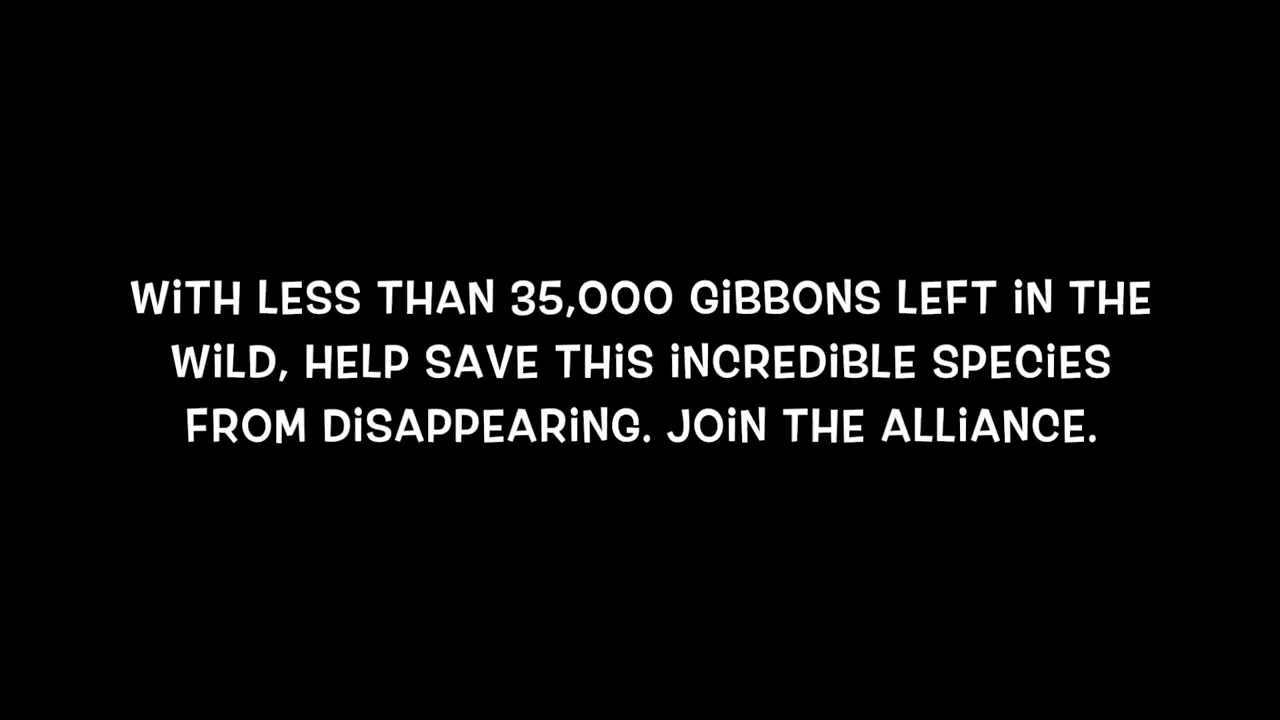 WiTH LESS THAN 35,000 GiBBONS LEFT iN THE
WiLD, HELP SAVE THiS iNCREDiBLE SPECiES
FROM DiSAPPEARiNG. JOiN THE ALLiANCE.